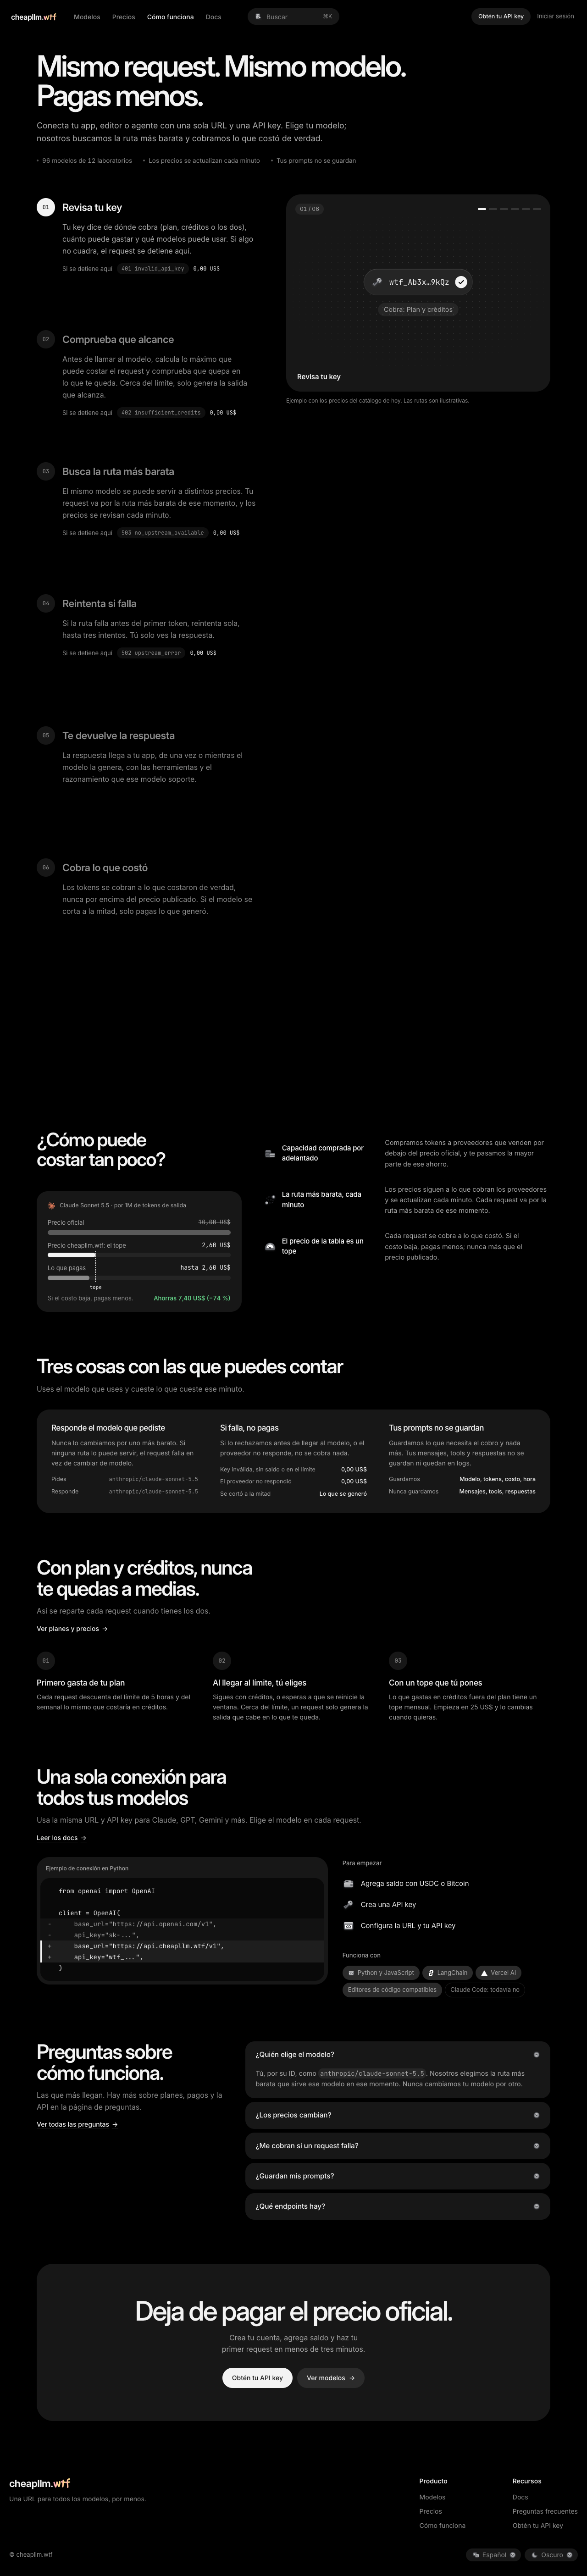 cheapllm.wtf
Modelos
Precios
Cómo funciona
Docs
Buscar
⌘K
Obtén tu API key
Iniciar sesión
Mismo request. Mismo modelo.
Pagas menos.
Conecta tu app, editor o agente con una sola URL y una API key. Elige tu modelo;
nosotros buscamos la ruta más barata y cobramos lo que costó de verdad.
• 96 modelos de 12 laboratorios
• Los precios se actualizan cada minuto
• Tus prompts no se guardan
01
Revisa tu key
Tu key dice de dónde cobra (plan, créditos o los dos),
cuánto puede gastar y qué modelos puede usar. Si algo
no cuadra, el request se detiene aquí.
Si se detiene aquí 401 invalid_api_key 0,00 US$
01 / 06
wtf_Ab3x…9kQz
Cobra: Plan y créditos
Revisa tu key
Ejemplo con los precios del catálogo de hoy. Las rutas son ilustrativas.
02
Comprueba que alcance
Antes de llamar al modelo, calcula lo máximo que
puede costar el request y comprueba que quepa en
lo que te queda. Cerca del límite, solo genera la salida
que alcanza.
Si se detiene aquí 402 insufficient_credits 0,00 US$
03
Busca la ruta más barata
El mismo modelo se puede servir a distintos precios. Tu
request va por la ruta más barata de ese momento, y los
precios se revisan cada minuto.
Si se detiene aquí 503 no_upstream_available 0,00 US$
04
Reintenta si falla
Si la ruta falla antes del primer token, reintenta sola,
hasta tres intentos. Tú solo ves la respuesta.
Si se detiene aquí 502 upstream_error 0,00 US$
05
Te devuelve la respuesta
La respuesta llega a tu app, de una vez o mientras el
modelo la genera, con las herramientas y el
razonamiento que ese modelo soporte.
06
Cobra lo que costó
Los tokens se cobran a lo que costaron de verdad,
nunca por encima del precio publicado. Si el modelo se
corta a la mitad, solo pagas lo que generó.
¿Cómo puede
costar tan poco?
Claude Sonnet 5.5 · por 1M de tokens de salida
Precio oficial 10,00 US$
Precio cheapllm.wtf: el tope 2,60 US$
Lo que pagas hasta 2,60 US$
tope
Si el costo baja, pagas menos. Ahorras 7,40 US$ (−74 %)
Capacidad comprada por
adelantado
Compramos tokens a proveedores que venden por
debajo del precio oficial, y te pasamos la mayor
parte de ese ahorro.
La ruta más barata, cada
minuto
Los precios siguen a lo que cobran los proveedores
y se actualizan cada minuto. Cada request va por la
ruta más barata de ese momento.
El precio de la tabla es un
tope
Cada request se cobra a lo que costó. Si el
costo baja, pagas menos; nunca más que el
precio publicado.
Tres cosas con las que puedes contar
Uses el modelo que uses y cueste lo que cueste ese minuto.
Responde el modelo que pediste
Nunca lo cambiamos por uno más barato. Si
ninguna ruta lo puede servir, el request falla en
vez de cambiar de modelo.
Pides anthropic/claude-sonnet-5.5
Responde anthropic/claude-sonnet-5.5
Si falla, no pagas
Si lo rechazamos antes de llegar al modelo, o el
proveedor no responde, no se cobra nada.
Key inválida, sin saldo o en el límite 0,00 US$
El proveedor no respondió 0,00 US$
Se cortó a la mitad Lo que se generó
Tus prompts no se guardan
Guardamos lo que necesita el cobro y nada
más. Tus mensajes, tools y respuestas no se
guardan ni quedan en logs.
Guardamos Modelo, tokens, costo, hora
Nunca guardamos Mensajes, tools, respuestas
Con plan y créditos, nunca
te quedas a medias.
Así se reparte cada request cuando tienes los dos.
Ver planes y precios →
01
Primero gasta de tu plan
Cada request descuenta del límite de 5 horas y del
semanal lo mismo que costaría en créditos.
02
Al llegar al límite, tú eliges
Sigues con créditos, o esperas a que se reinicie la
ventana. Cerca del límite, un request solo genera la
salida que cabe en lo que te queda.
03
Con un tope que tú pones
Lo que gastas en créditos fuera del plan tiene un
tope mensual. Empieza en 25 US$ y lo cambias
cuando quieras.
Una sola conexión para
todos tus modelos
Usa la misma URL y API key para Claude, GPT, Gemini y más. Elige el modelo en cada request.
Leer los docs →
Ejemplo de conexión en Python
from openai import OpenAI
client = OpenAI(
- base_url="https://api.openai.com/v1",
- api_key="sk-...",
+ base_url="https://api.cheapllm.wtf/v1",
+ api_key="wtf_...",
)
Para empezar
Agrega saldo con USDC o Bitcoin
Crea una API key
Configura la URL y tu API key
Funciona con
Python y JavaScript
LangChain
Vercel AI
Editores de código compatibles
Claude Code: todavía no
Preguntas sobre
cómo funciona.
Las que más llegan. Hay más sobre planes, pagos y la
API en la página de preguntas.
Ver todas las preguntas →
¿Quién elige el modelo?
Tú, por su ID, como anthropic/claude-sonnet-5.5. Nosotros elegimos la ruta más
barata que sirve ese modelo en ese momento. Nunca cambiamos tu modelo por otro.
¿Los precios cambian?
¿Me cobran si un request falla?
¿Guardan mis prompts?
¿Qué endpoints hay?
Deja de pagar el precio oficial.
Crea tu cuenta, agrega saldo y haz tu
primer request en menos de tres minutos.
Obtén tu API key
Ver modelos →
cheapllm.wtf
Una URL para todos los modelos, por menos.
Producto
Modelos
Precios
Cómo funciona
Recursos
Docs
Preguntas frecuentes
Obtén tu API key
© cheapllm.wtf
Español
Oscuro